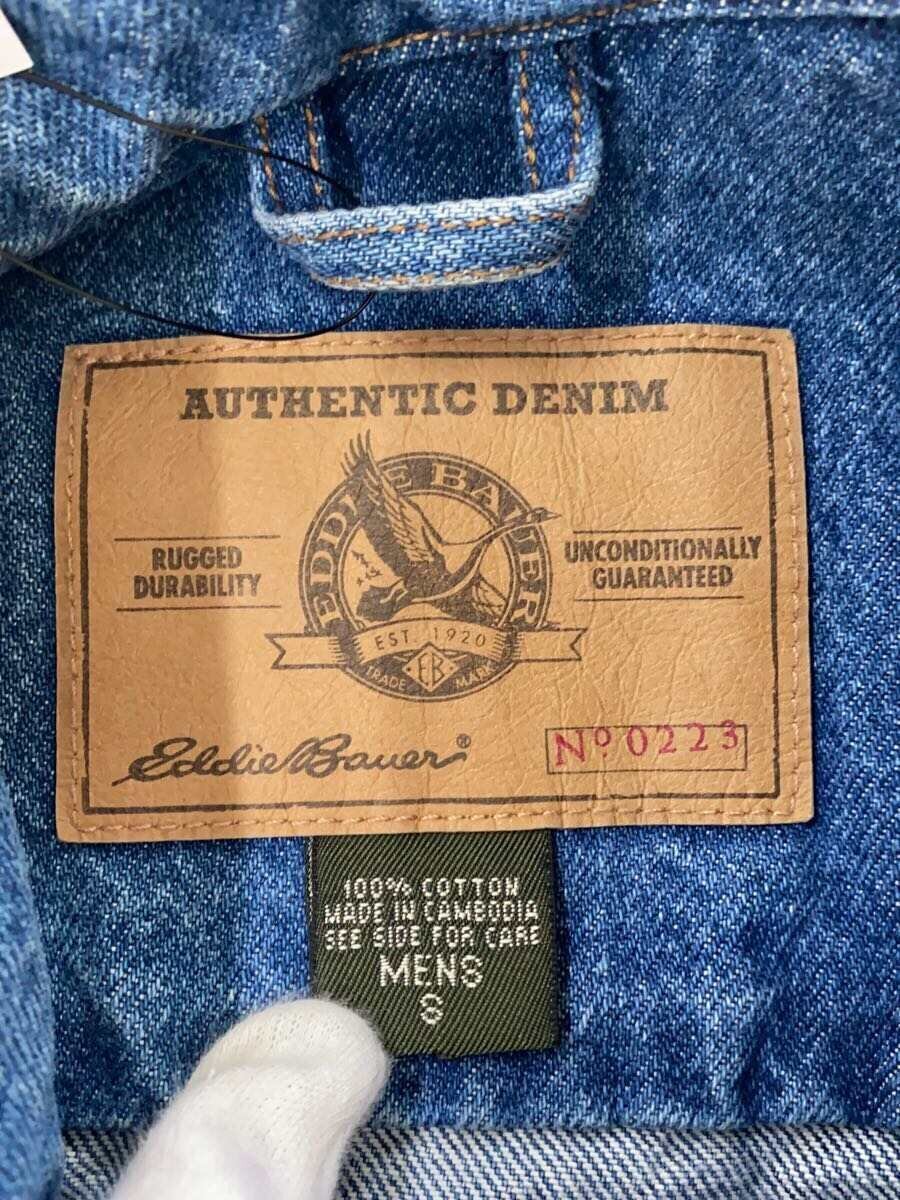 AUTHENTIC DENIM
EDDIE BAUER
RUGGED
DURABILITY
UNCONDITIONALLY
GUARANTEED
EST. 1920
TRADE EB MARK
Eddie Bauer®
Nº 0223
100% COTTON
MADE IN CAMBODIA
SEE SIDE FOR CARE
MENS
S